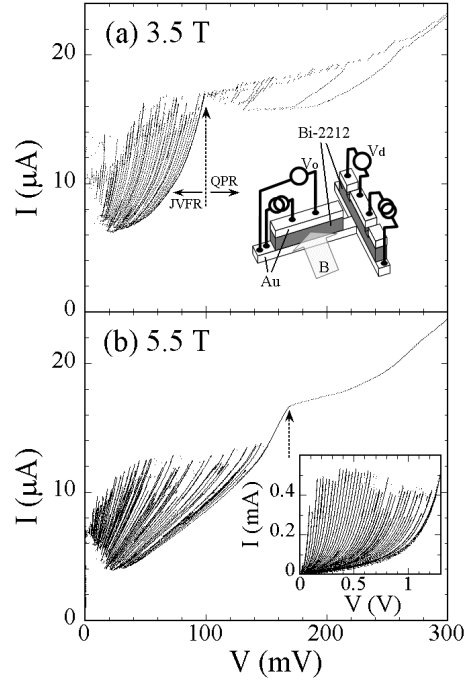 (a) 3.5 T
20
10
0
I (μA)
JVFR
QPR
Bi-2212
Vo
Vd
Au
B
(b) 5.5 T
20
10
0
I (μA)
0.4
0.2
0
I (mA)
0
0.5
1
V (V)
0
100
200
300
V (mV)